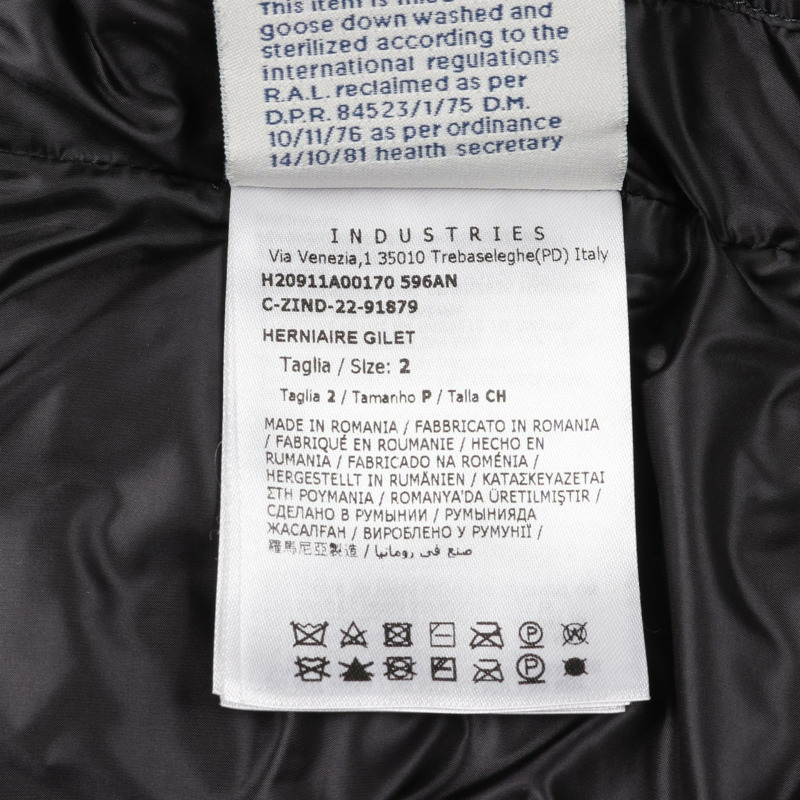 This item is
goose down washed and
sterilized according to the
international regulations
R.A.L. reclaimed as per
D.P.R. 84523/1/75 D.M.
10/11/76 as per ordinance
14/10/81 health secretary
INDUSTRIES
Via Venezia,1 35010 Trebaseleghe(PD) Italy
H20911A00170 596AN
C-ZIND-22-91879
HERNIAIRE GILET
Taglia / Size: 2
Taglia 2 / Tamanho P / Talla CH
MADE IN ROMANIA / FABBRICATO IN ROMANIA
/ FABRIQUÉ EN ROUMANIE / HECHO EN
RUMANIA / FABRICADO NA ROMÉNIA /
HERGESTELLT IN RUMÄNIEN / ΚΑΤΑΣΚΕΥΑΖΕΤΑΙ
ΣΤΗ ΡΟΥΜΑΝΙΑ / ROMANYA'DA ÜRETILMIŞTIR /
СДЕЛАНО В РУМЫНИИ / РУМЫНИЯДА
ЖАСАЛҒАН / ВИРОБЛЕНО У РУМУНІЇ /
羅馬尼亞製造 / صنع في رومانيا